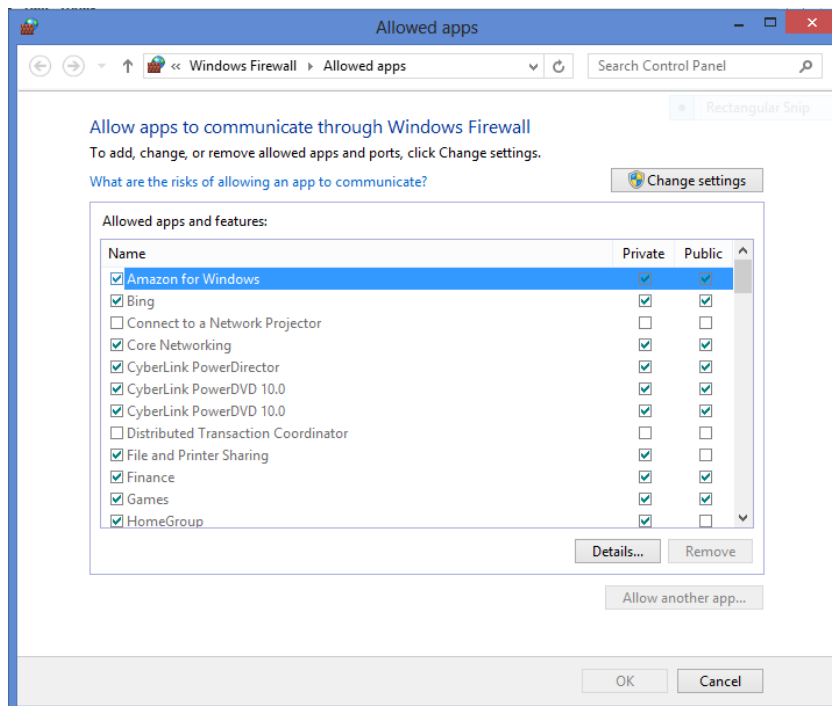 Allowed apps
« Windows Firewall Allowed apps
Search Control Panel
Rectangular Snip
Allow apps to communicate through Windows Firewall
To add, change, or remove allowed apps and ports, click Change settings.
What are the risks of allowing an app to communicate?
Change settings
Allowed apps and features:
Name Private Public
Amazon for Windows
Bing
Connect to a Network Projector
Core Networking
CyberLink PowerDirector
CyberLink PowerDVD 10.0
CyberLink PowerDVD 10.0
Distributed Transaction Coordinator
File and Printer Sharing
Finance
Games
HomeGroup
Details... Remove
Allow another app...
OK Cancel